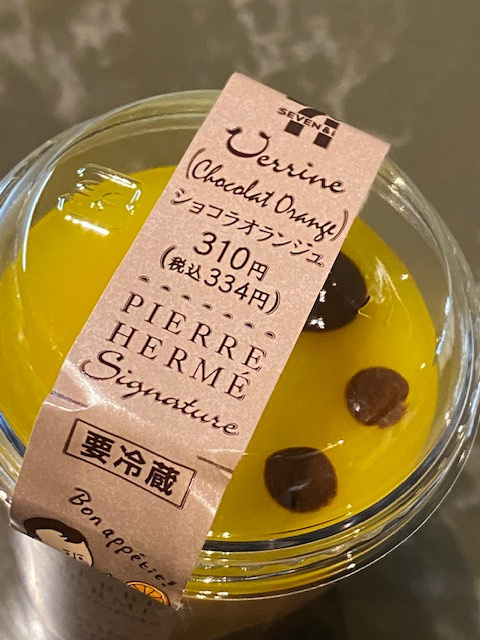 SEVEN&i
Verrine
(Chocolat Orange)
ショコラオランジュ
310円
(税込334円)
PIERRE
HERMÉ
Signature
要冷蔵
Bon appétit!